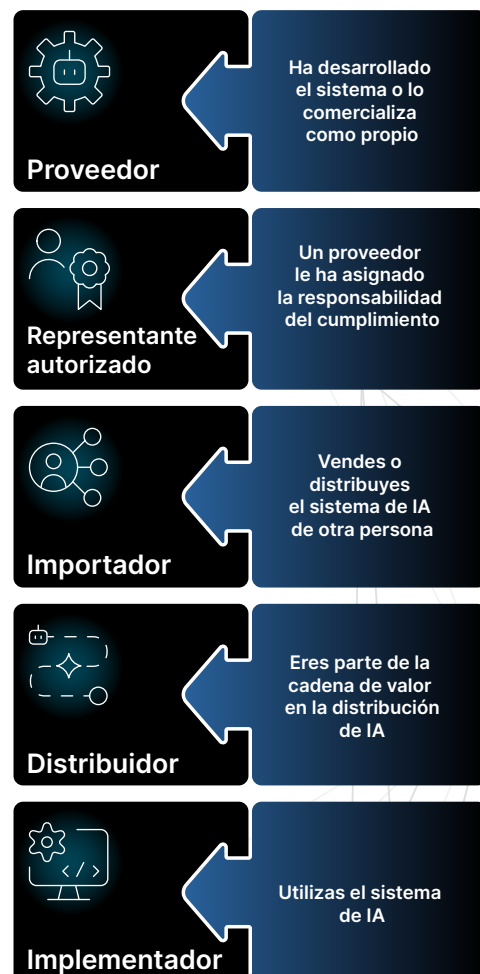 Proveedor
Ha desarrollado
el sistema o lo
comercializa
como propio
Representante
autorizado
Un proveedor
le ha asignado
la responsabilidad
del cumplimiento
Importador
Vendes o
distribuyes
el sistema de IA
de otra persona
Distribuidor
Eres parte de la
cadena de valor
en la distribución
de IA
Implementador
Utilizas el sistema
de IA